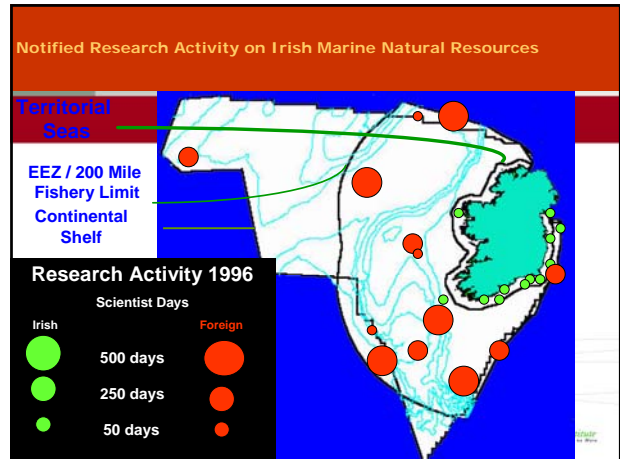 Notified Research Activity on Irish Marine Natural Resources
Territorial
Seas
EEZ / 200 Mile
Fishery Limit
Continental
Shelf
Research Activity 1996
Scientist Days
Irish
Foreign
500 days
250 days
50 days